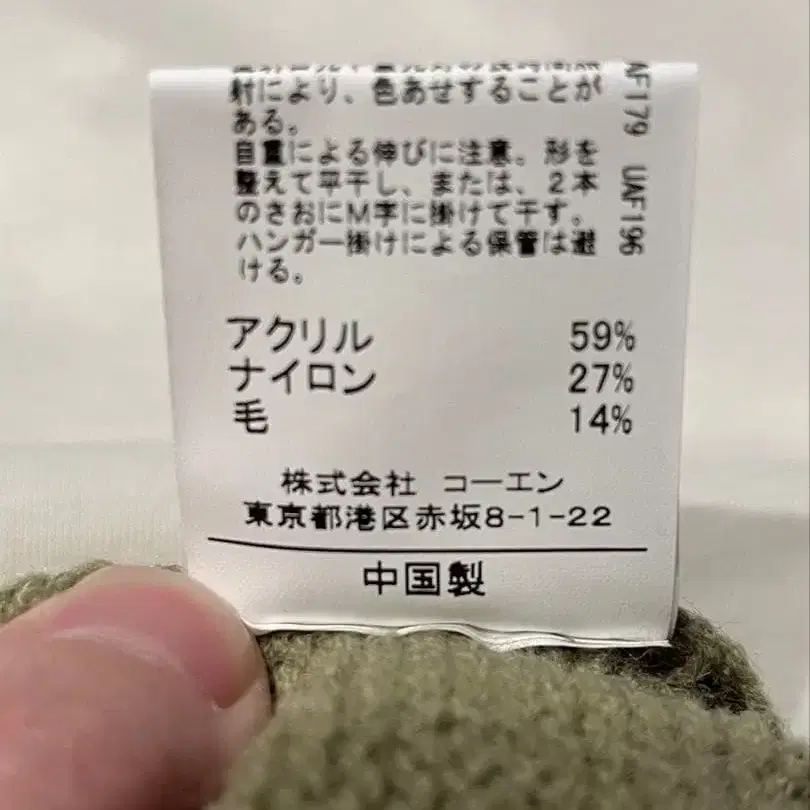 射により、色あせすることが
ある。
自重による伸びに注意。形を
整えて平干し、または、2本
のさおにM字に掛けて干す。
ハンガー掛けによる保管は避
ける。
アクリル 59%
ナイロン 27%
毛 14%
株式会社 コーエン
東京都港区赤坂8-1-22
中国製
AF179 UAF196